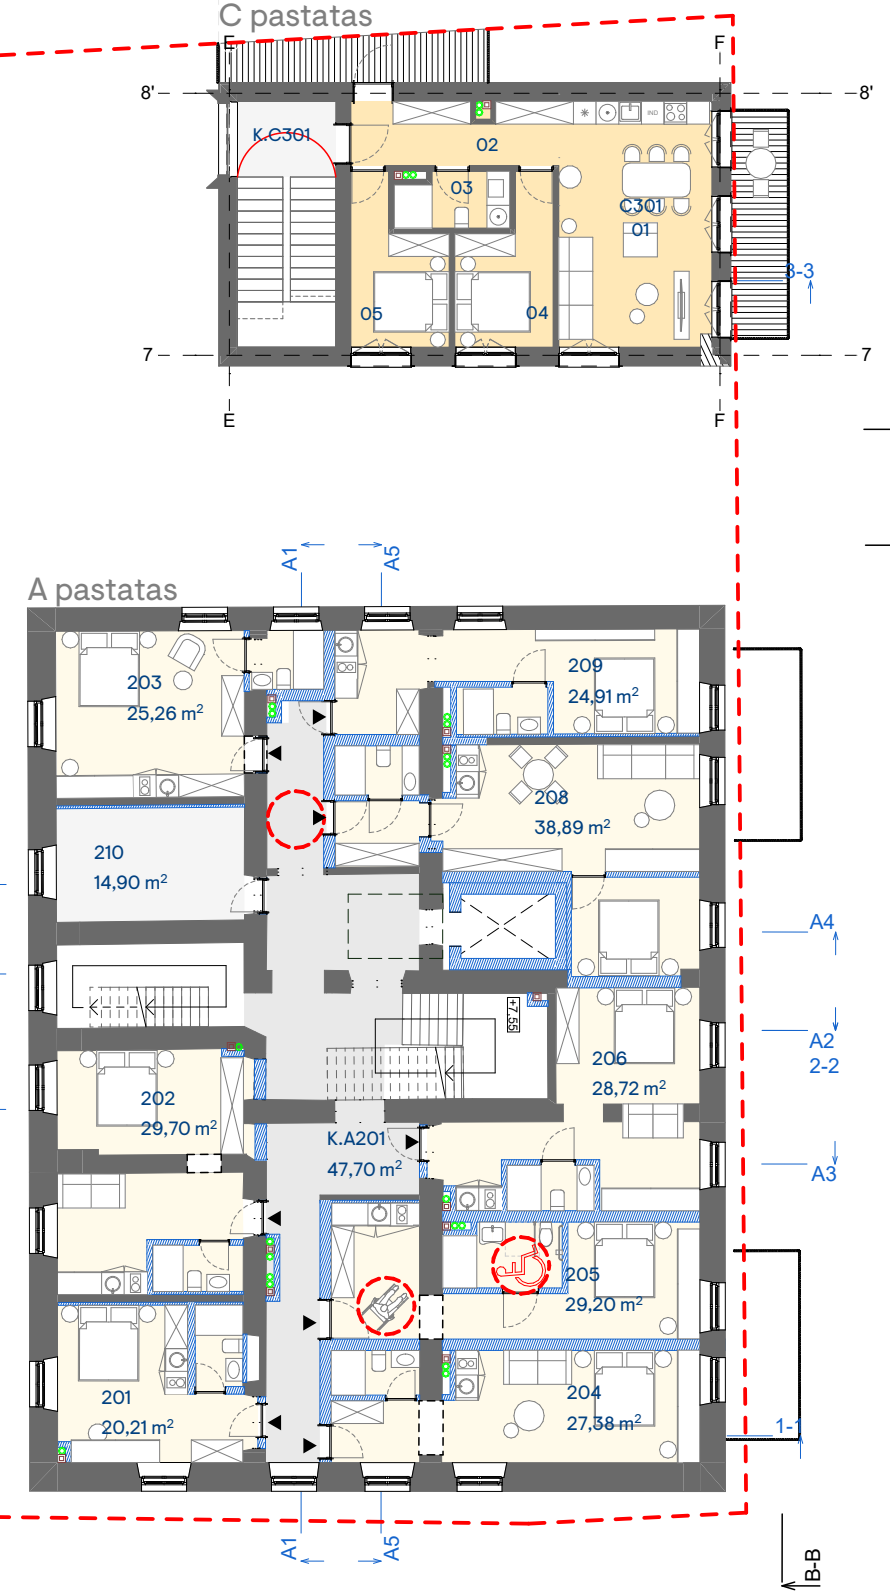 C pastatas
E
F
8'
8'
K.C301
IND
02
03
C301
01
3-3
05
04
7
7
E
F
A1
A5
A pastatas
203
25,26 m²
209
24,91 m²
208
38,89 m²
210
14,90 m²
A4
+7.55
A2
2-2
206
28,72 m²
202
29,70 m²
K.A201
47,70 m²
A3
205
29,20 m²
201
20,21 m²
204
27,38 m²
1-1
A1
A5
B-B